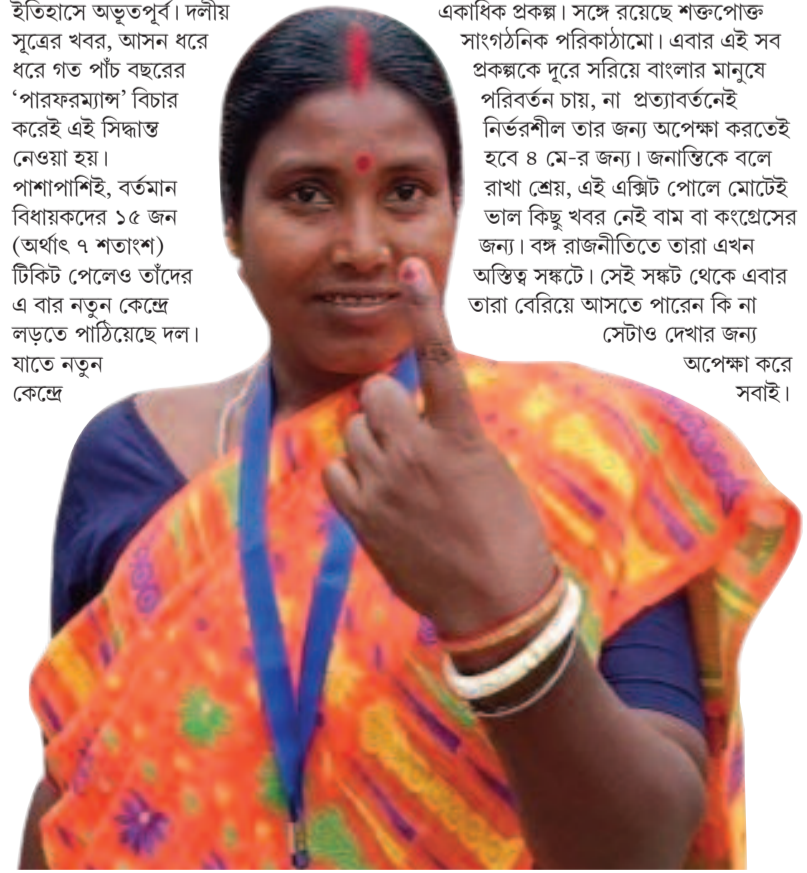 ইতিহাসে অভূতপূর্ব। দলীয়
সূত্রের খবর, আসন ধরে
ধরে গত পাঁচ বছরের
‘পারফরম্যান্স’ বিচার
করেই এই সিদ্ধান্ত
নেওয়া হয়।
পাশাপাশিই, বর্তমান
বিধায়কদের ১৫ জন
(অর্থাৎ ৭ শতাংশ)
টিকিট পেলেও তাঁদের
এ বার নতুন কেন্দ্রে
লড়তে পাঠিয়েছে দল।
যাতে নতুন
কেন্দ্রে
একাধিক প্রকল্প। সঙ্গে রয়েছে শক্তপোক্ত
সাংগঠনিক পরিকাঠামো। এবার এই সব
প্রকল্পকে দূরে সরিয়ে বাংলার মানুষে
পরিবর্তন চায়, না প্রত্যাবর্তনেই
নির্ভরশীল তার জন্য অপেক্ষা করতেই
হবে ৪ মে-র জন্য। জনান্তিকে বলে
রাখা শ্রেয়, এই এক্সিট পোলে মোটেই
ভাল কিছু খবর নেই বাম বা কংগ্রেসের
জন্য। বঙ্গ রাজনীতিতে তারা এখন
অস্তিত্ব সঙ্কটে। সেই সঙ্কট থেকে এবার
তারা বেরিয়ে আসতে পারেন কি না
সেটাও দেখার জন্য
অপেক্ষা করে
সবাই।